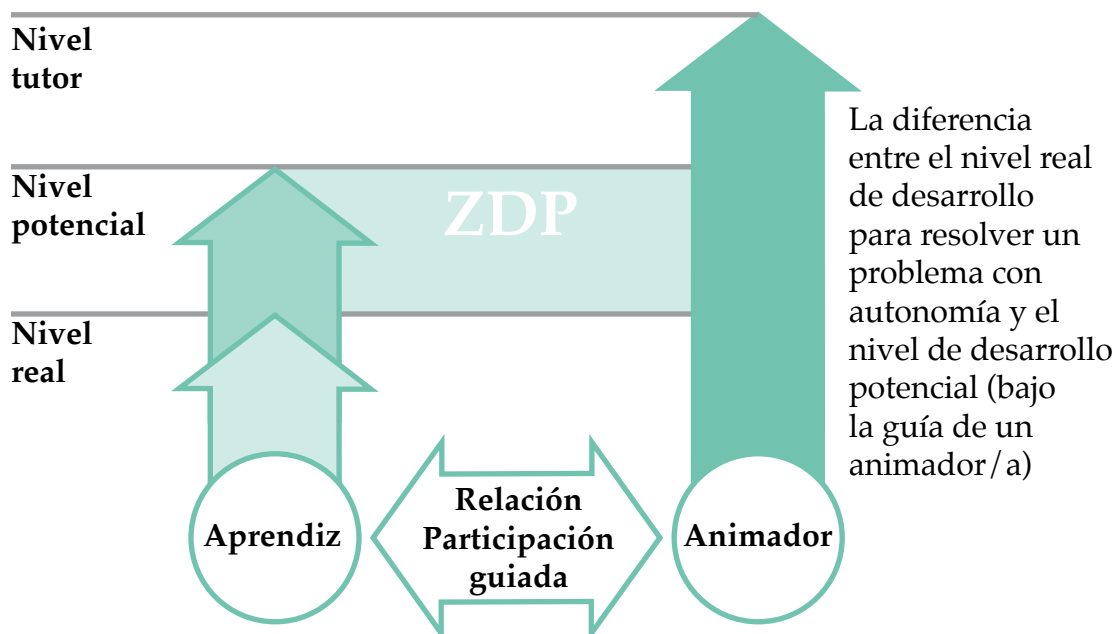 Nivel
tutor
Nivel
potencial
ZDP
Nivel
real
La diferencia
entre el nivel real
de desarrollo
para resolver un
problema con
autonomía y el
nivel de desarrollo
potencial (bajo
la guía de un
animador/a)
Aprendiz
Relación
Participación
guiada
Animador